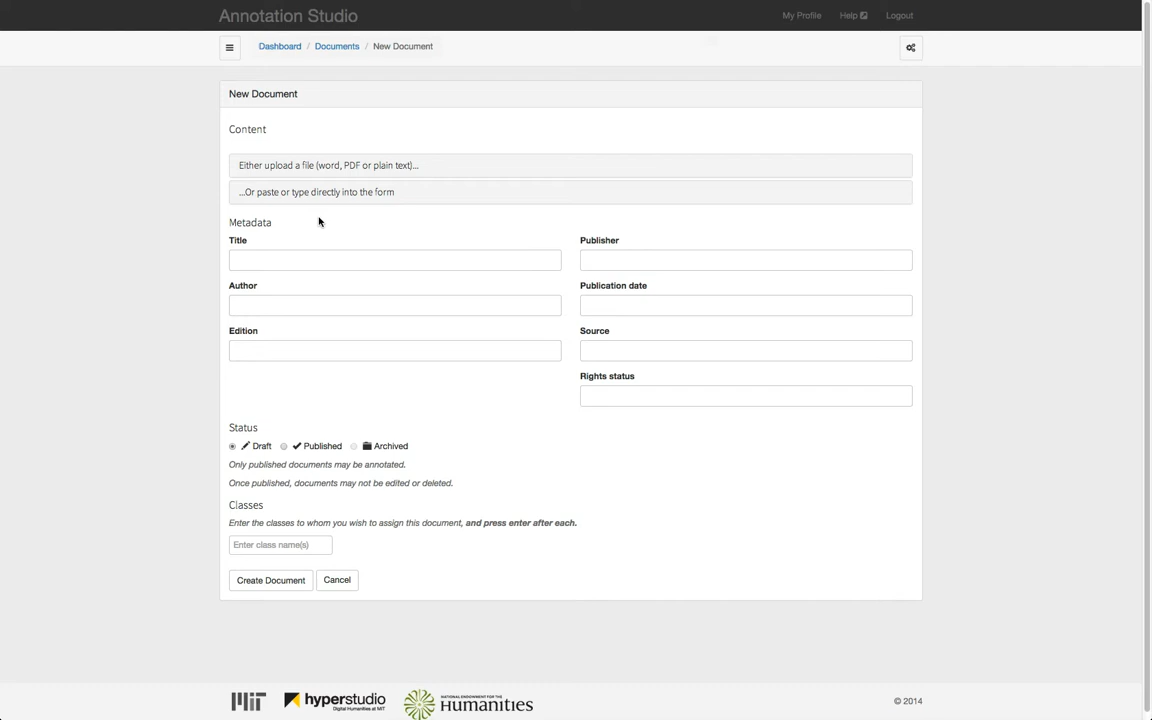 Annotation Studio
My Profile Help Logout
Dashboard / Documents / New Document
New Document
Content
Either upload a file (word, PDF or plain text)...
...Or paste or type directly into the form
Metadata
Title
Publisher
Author
Publication date
Edition
Source
Rights status
Status
Draft Published Archived
Only published documents may be annotated.
Once published, documents may not be edited or deleted.
Classes
Enter the classes to whom you wish to assign this document, and press enter after each.
Enter class name(s)
Create Document Cancel
MIT
hyperstudio
Digital Humanities at MIT
NATIONAL ENDOWMENT FOR THE
Humanities
© 2014